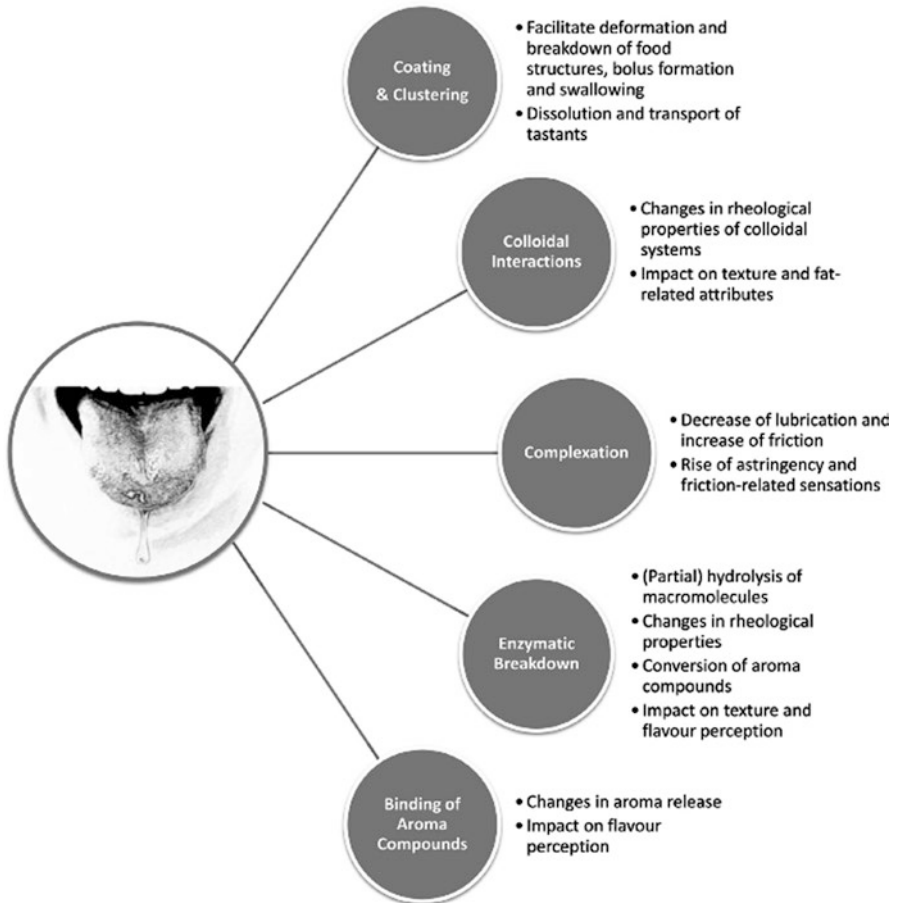 Coating
& Clustering
• Facilitate deformation and
breakdown of food
structures, bolus formation
and swallowing
• Dissolution and transport of
tastants
Colloidal
Interactions
• Changes in rheological
properties of colloidal
systems
• Impact on texture and fat-
related attributes
Complexation
• Decrease of lubrication and
increase of friction
• Rise of astringency and
friction-related sensations
Enzymatic
Breakdown
• (Partial) hydrolysis of
macromolecules
• Changes in rheological
properties
• Conversion of aroma
compounds
• Impact on texture and
flavour perception
Binding of
Aroma
Compounds
• Changes in aroma release
• Impact on flavour
perception